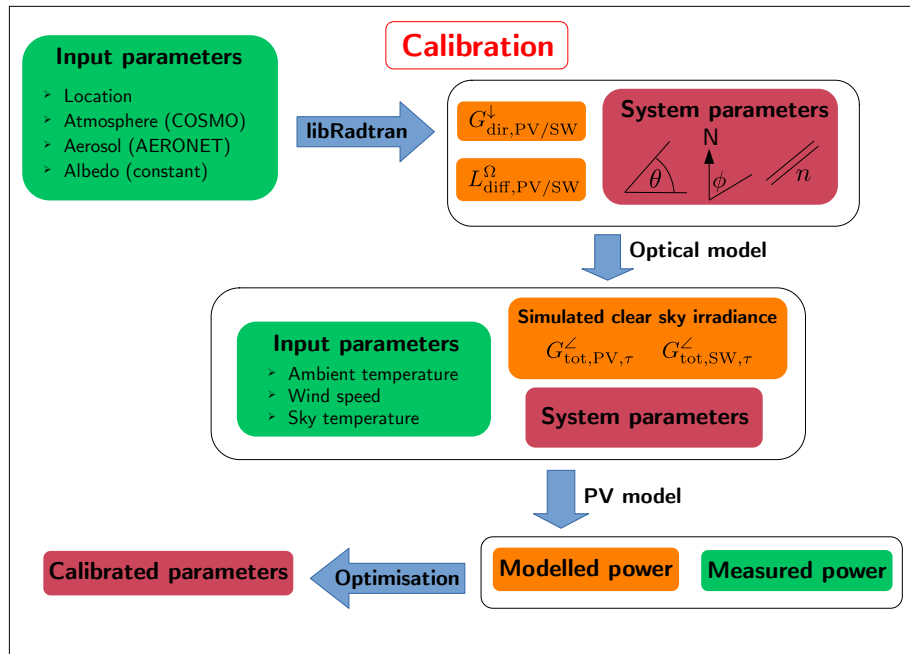 Calibration
Input parameters
➢ Location
➢ Atmosphere (COSMO)
➢ Aerosol (AERONET)
➢ Albedo (constant)
libRadtran
G↓dir,PV/SW
LΩdiff,PV/SW
System parameters
N
θ
ϕ
n
Optical model
Input parameters
➢ Ambient temperature
➢ Wind speed
➢ Sky temperature
Simulated clear sky irradiance
G∠tot,PV,τ G∠tot,SW,τ
System parameters
PV model
Calibrated parameters
Optimisation
Modelled power
Measured power